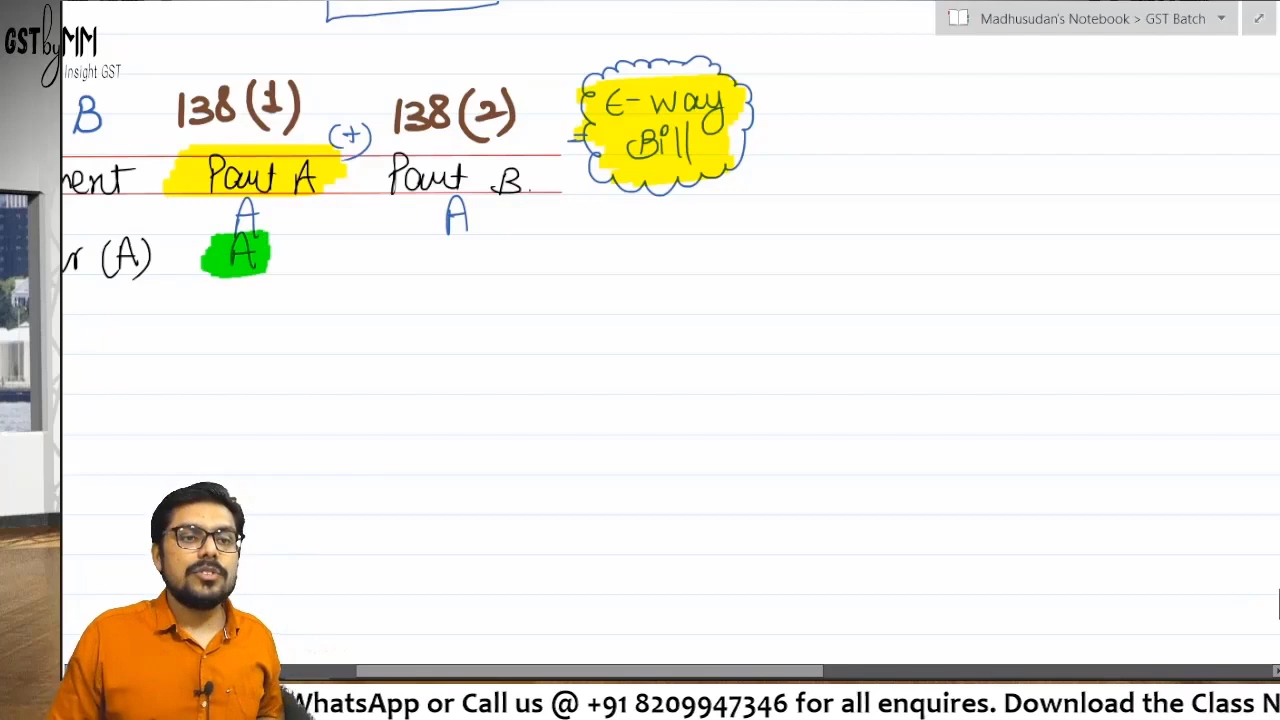 Madhusudan's Notebook > GST Batch
GST by MM
Insight GST
B 138(1) (+) 138(2) = E-way Bill
Part A Part B.
A A
(A) A
WhatsApp or Call us @ +91 8209947346 for all enquires. Download the Class N